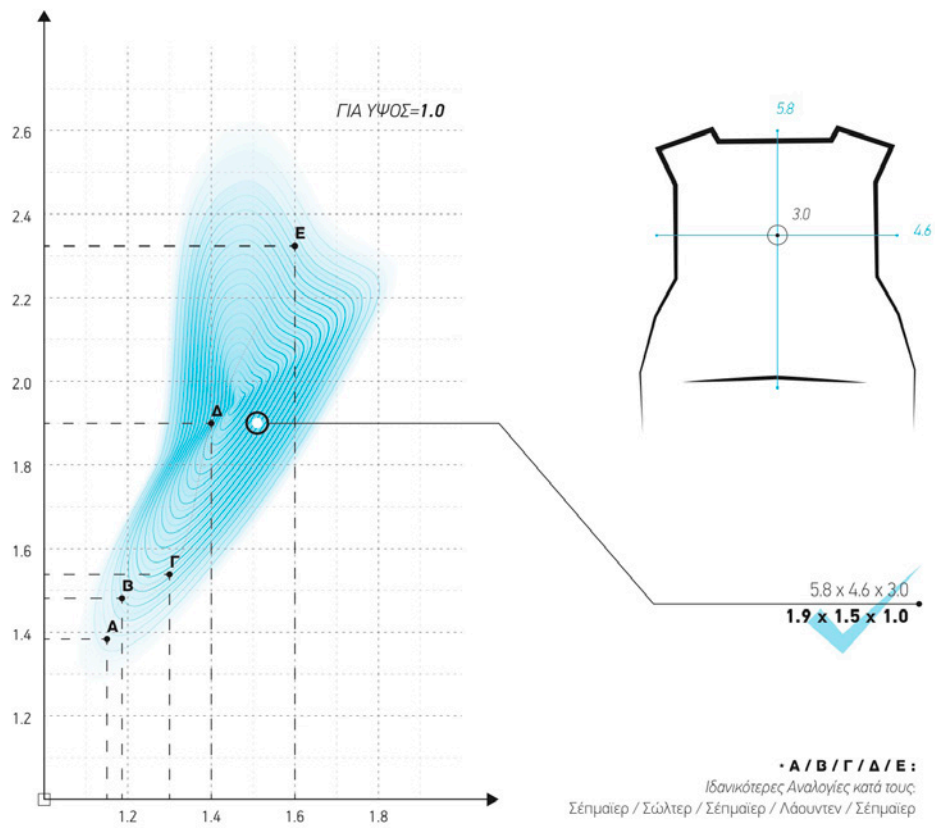 ΓΙΑ ΥΨΟΣ=1.0
2.6
2.4
2.2
2.0
1.8
1.6
1.4
1.2
1.2
1.4
1.6
1.8
Ε
Δ
Γ
Β
Α
5.8
3.0
4.6
5.8 x 4.6 x 3.0
1.9 x 1.5 x 1.0
· Α / Β / Γ / Δ / Ε :
Ιδανικότερες Αναλογίες κατά τους:
Σέπμαϊερ / Σώλτερ / Σέπμαϊερ / Λάουντεν / Σέπμαϊερ